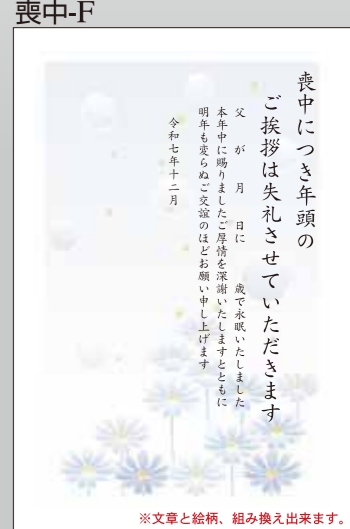 喪中-F
喪中につき年頭の
ご挨拶は失礼させていただきます
父　が　月　日に　　歳で永眠いたしました
本年中に賜りましたご厚情を深謝いたしますとともに
明年も変らぬご交誼のほどお願い申し上げます
令和七年十二月
※文章と絵柄、組み換え出来ます。